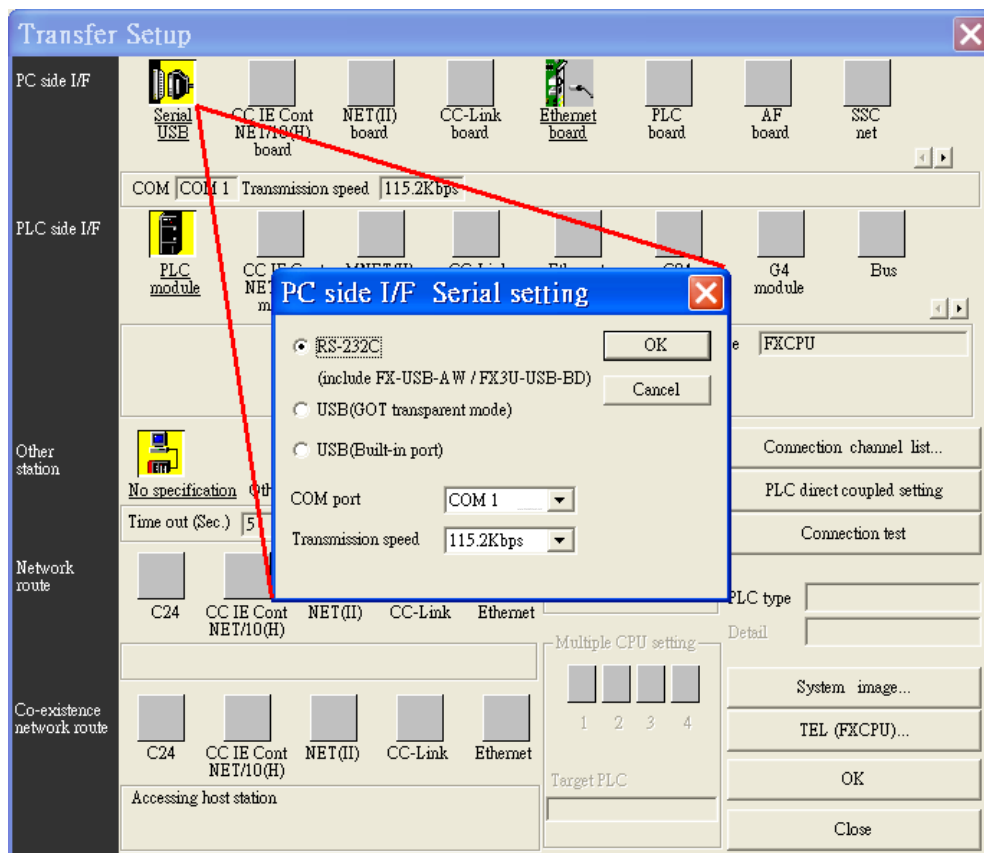 Transfer Setup
PC side I/F
Serial
USB
CC IE Cont
NET/10(H)
board
NET(II)
board
CC-Link
board
Ethernet
board
PLC
board
AF
board
SSC
net
COM COM 1 Transmission speed 115.2Kbps
PLC side I/F
PLC
module
G4
module
Bus
FXCPU
PC side I/F Serial setting
RS-232C
(include FX-USB-AW / FX3U-USB-BD)
USB(GOT transparent mode)
USB(Built-in port)
COM port COM 1
Transmission speed 115.2Kbps
OK
Cancel
Other
station
No specification
Time out (Sec.) 5
Connection channel list...
PLC direct coupled setting
Connection test
Network
route
C24
CC IE Cont
NET/10(H)
NET(II)
CC-Link
Ethernet
PLC type
Detail
Multiple CPU setting
1 2 3 4
Target PLC
System image...
TEL (FXCPU)...
OK
Close
Co-existence
network route
C24
CC IE Cont
NET/10(H)
NET(II)
CC-Link
Ethernet
Accessing host station